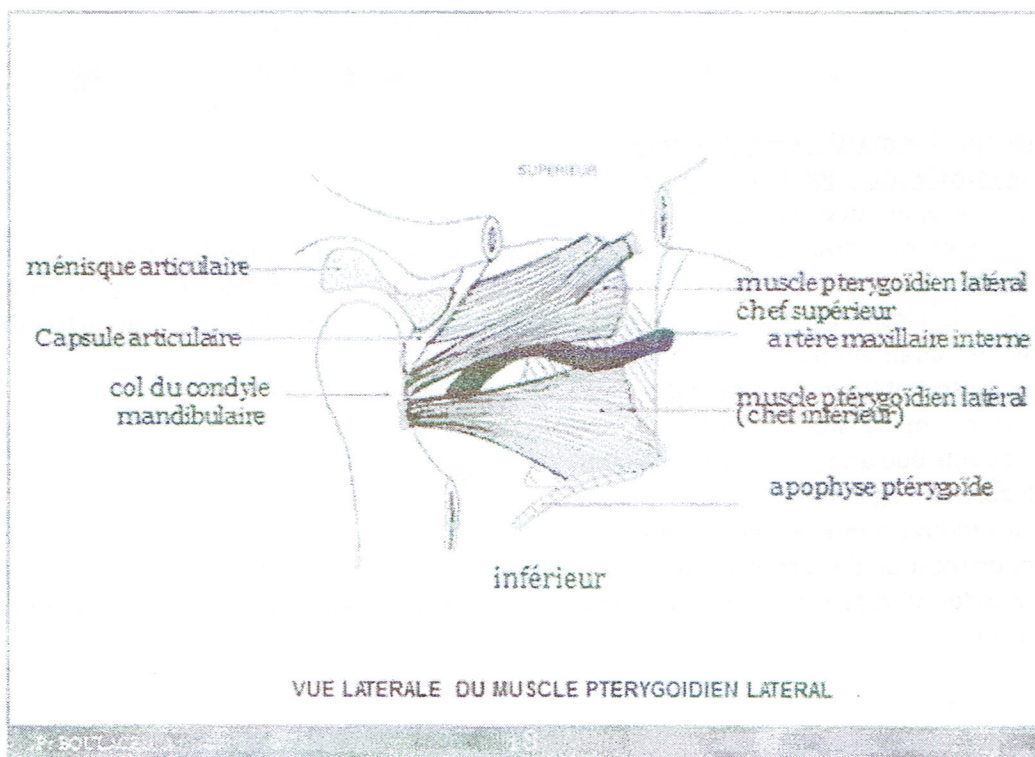 SUPERIEUR
ménisque articulaire
Capsule articulaire
col du condyle
mandibulaire
muscle pterygoïdien latéral
chef supérieur
artère maxillaire interne
muscle ptérygoïdien latéral
(chef inférieur)
apophyse ptérygoïde
inférieur
VUE LATERALE DU MUSCLE PTERYGOIDIEN LATERAL
18